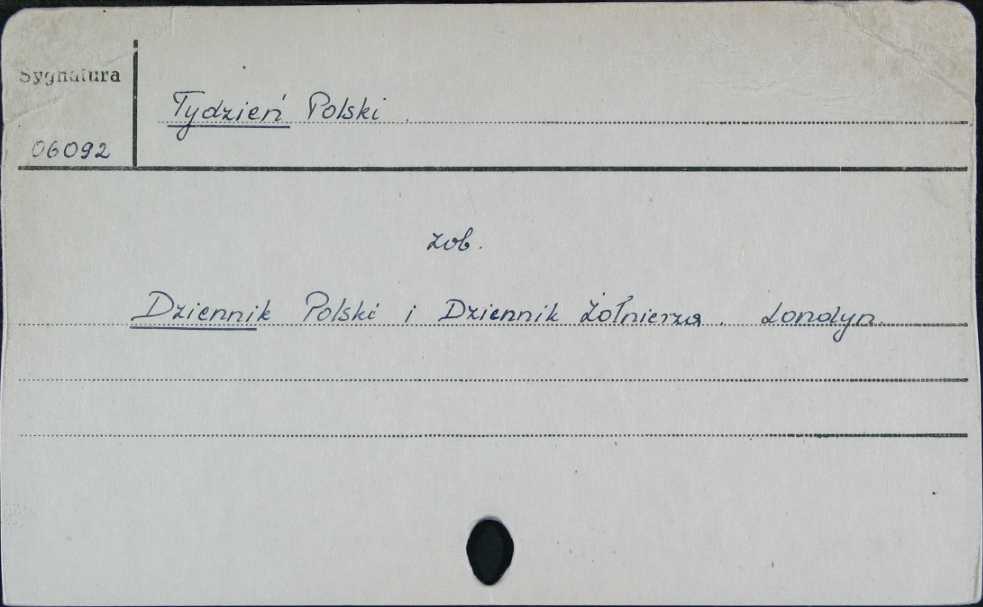 Sygnatura
Tydzień Polski.
06092
zob.
Dziennik Polski i Dziennik Żołnierza. Londyn.